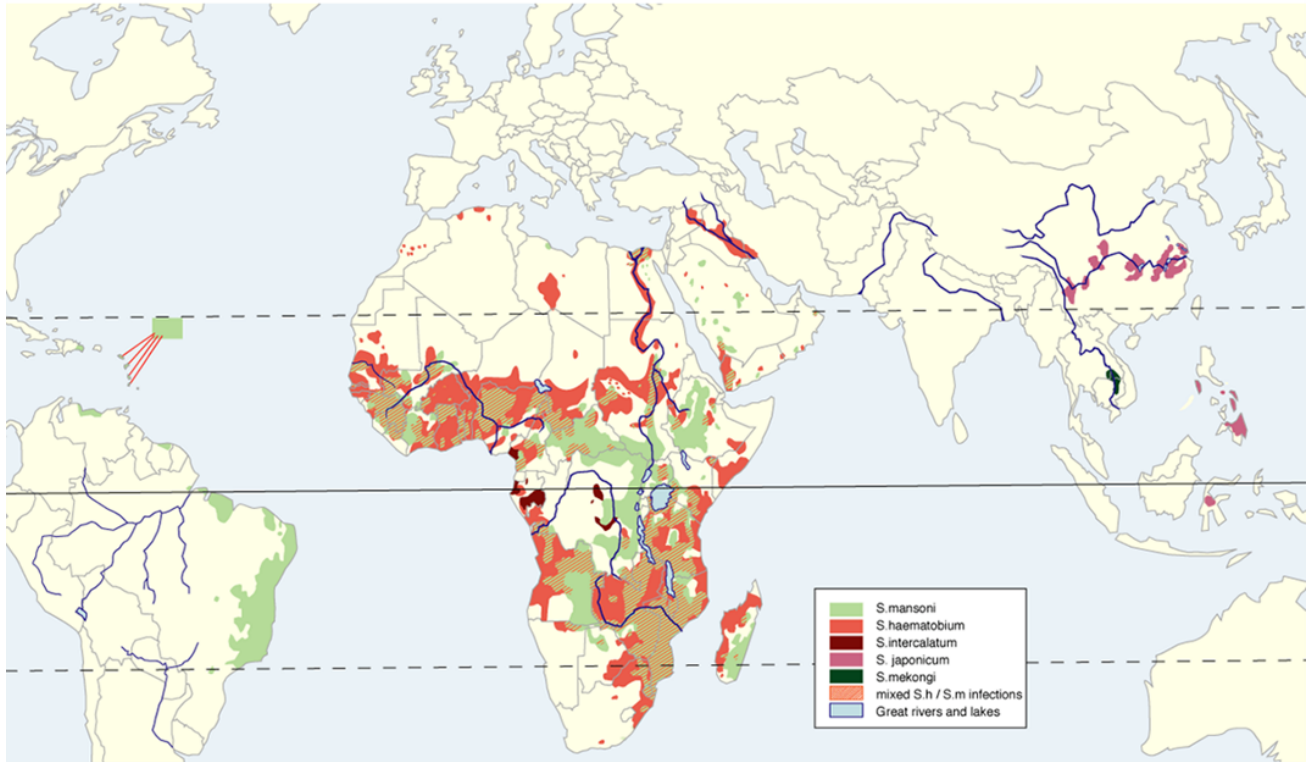 S.mansoni
S.haematobium
S.intercalatum
S. japonicum
S.mekongi
mixed S.h / S.m infections
Great rivers and lakes